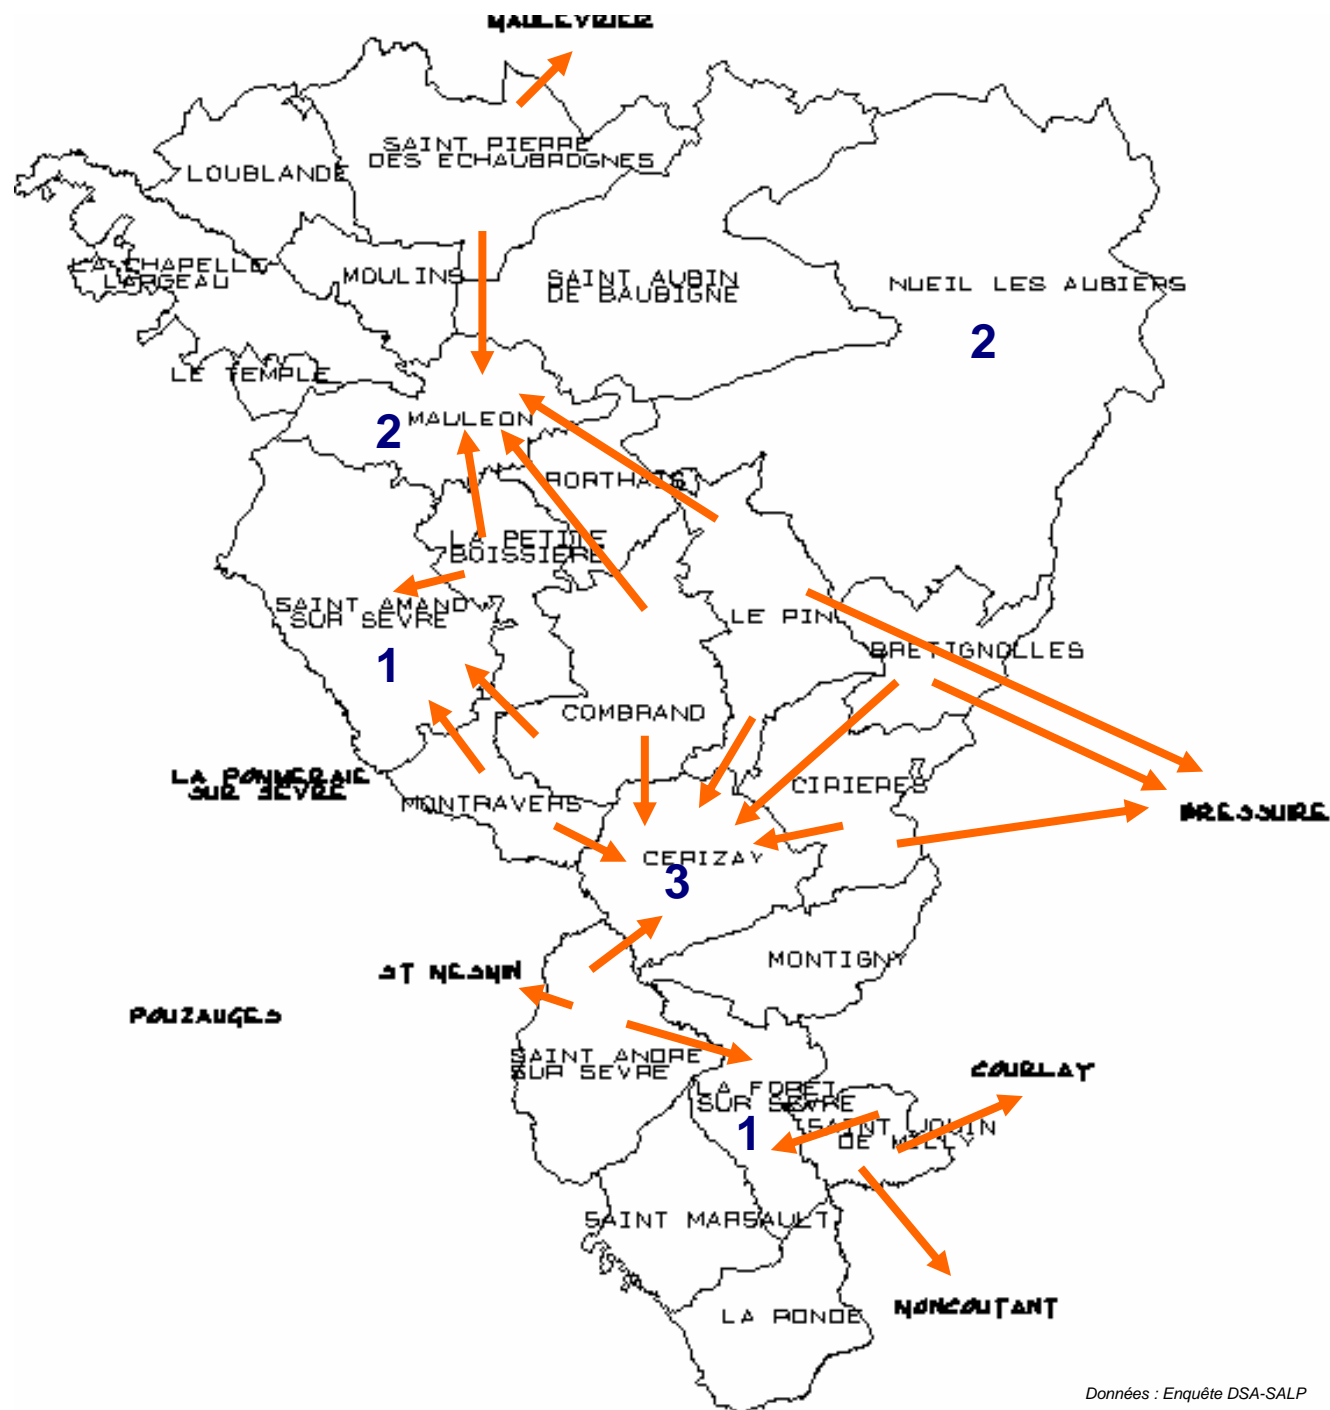 MAULEVRIER
SAINT PIERRE
DES ECHAUBROGNES
LOUBLANDE
LA CHAPELLE
LARGEAU
MOULINS
SAINT AUBIN
DE BAUBIGNE
NUEIL LES AUBIERS
2
LE TEMPLE
MAULEON
2
RORTHAIS
LA PETITE
BOISSIERE
SAINT AMAND
SUR SEVRE
1
LE PIN
BRETIGNOLLES
COMBRAND
LA POMMERAIE
SUR SEVRE
MONTRAVERS
CIRIERES
BRESSUIRE
CERIZAY
3
MONTIGNY
ST MESMIN
POUZAUGES
SAINT ANDRE
SUR SEVRE
COURLAY
LA FORET
SUR SEVRE
1
SAINT JOUIN
DE MILLY
SAINT MARSAULT
MONCOUTANT
LA RONDE
Données : Enquête DSA-SALP